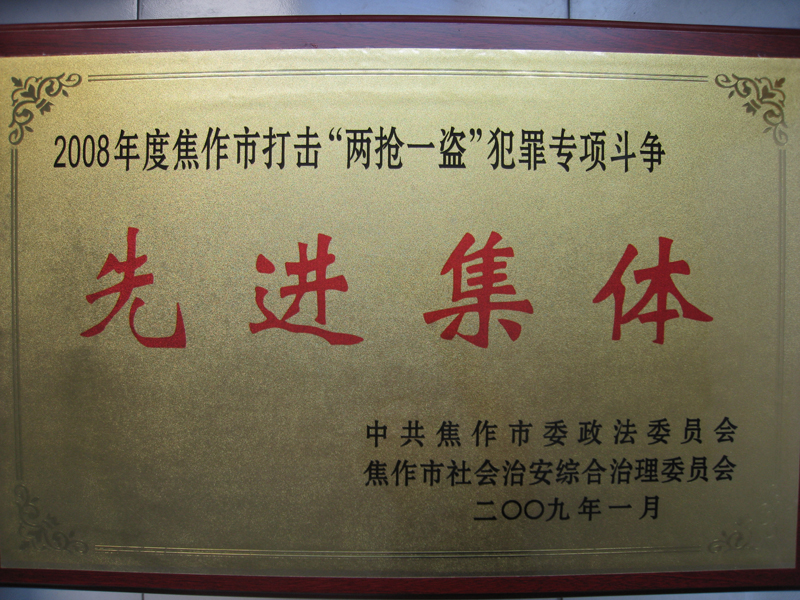 2008年度焦作市打击“两抢一盗”犯罪专项斗争
先进集体
中共焦作市委政法委员会
焦作市社会治安综合治理委员会
二〇〇九年一月